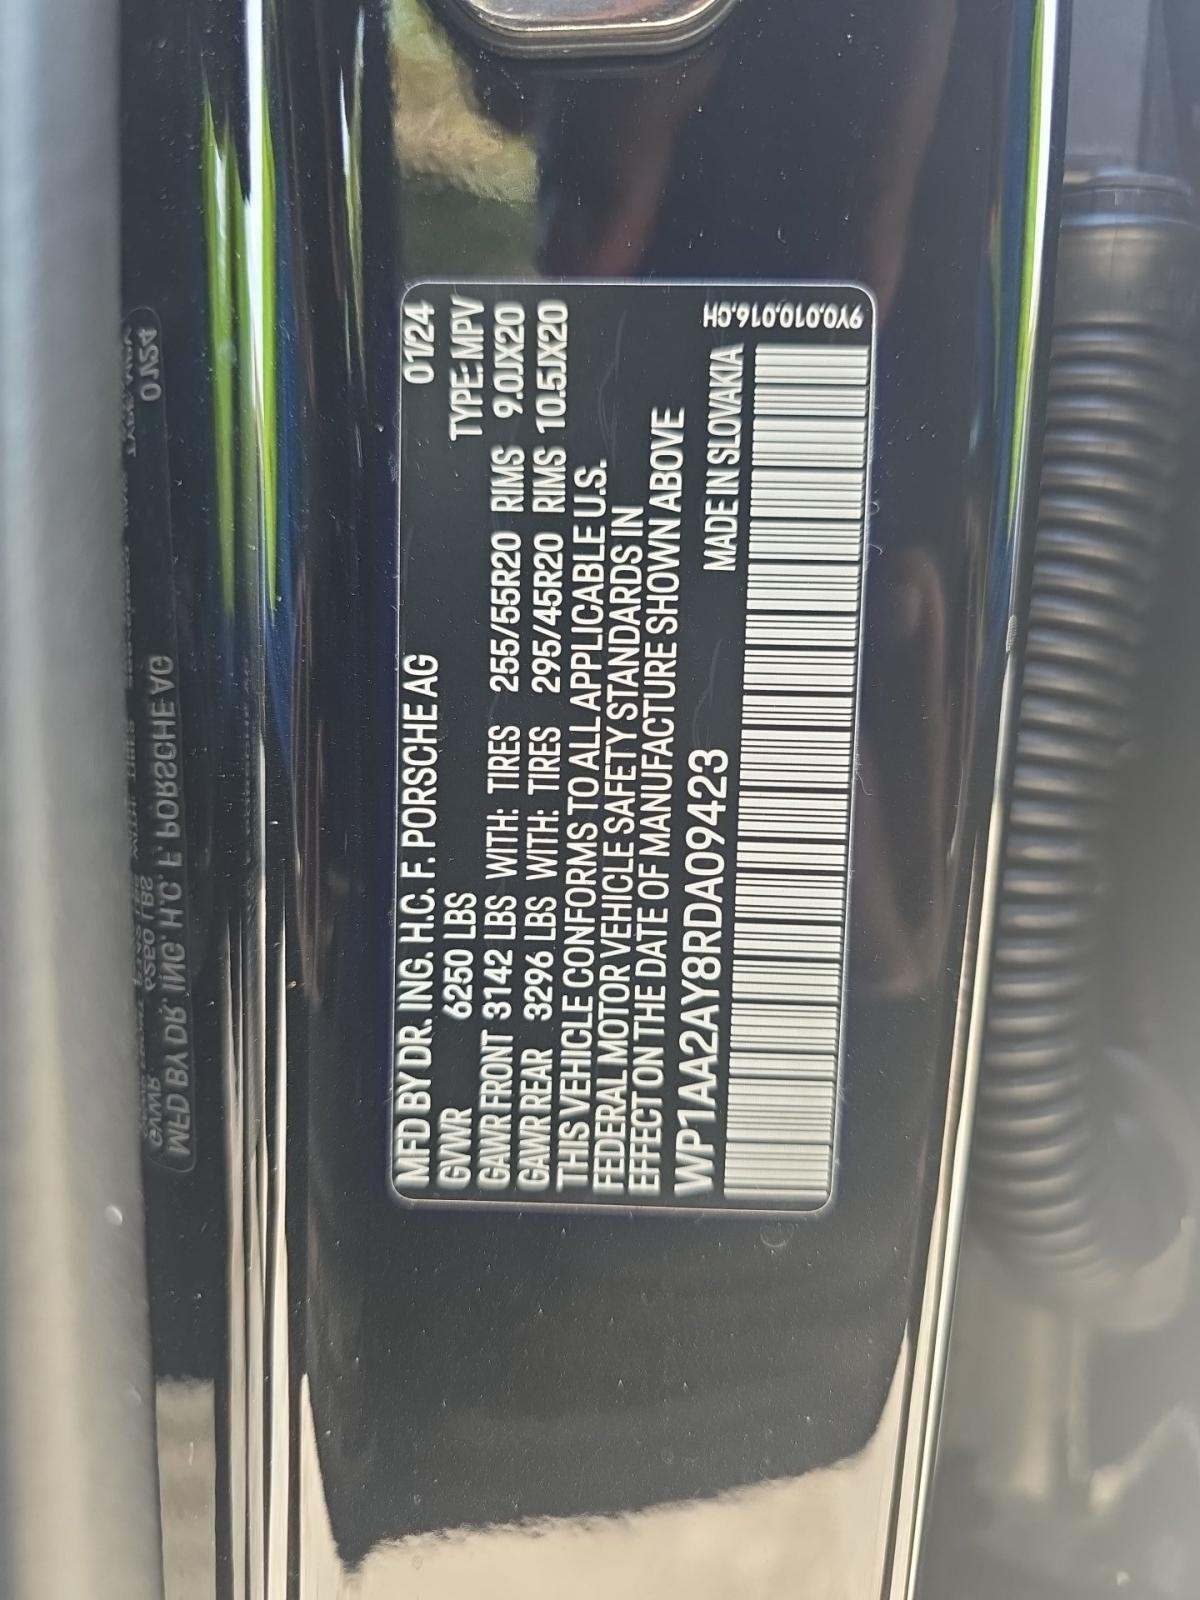 MFD BY DR. ING. H.C. F. PORSCHE AG 01/24
GVWR 6250 LBS TYPE: MPV
GAWR FRONT 3142 LBS WITH: TIRES 255/55R20 RIMS 9.0JX20
GAWR REAR 3296 LBS WITH: TIRES 295/45R20 RIMS 10.5JX20
THIS VEHICLE CONFORMS TO ALL APPLICABLE U.S.
FEDERAL MOTOR VEHICLE SAFETY STANDARDS IN
EFFECT ON THE DATE OF MANUFACTURE SHOWN ABOVE
WP1AA2AY8RDA09423 MADE IN SLOVAKIA
9Y0.010.016.CH